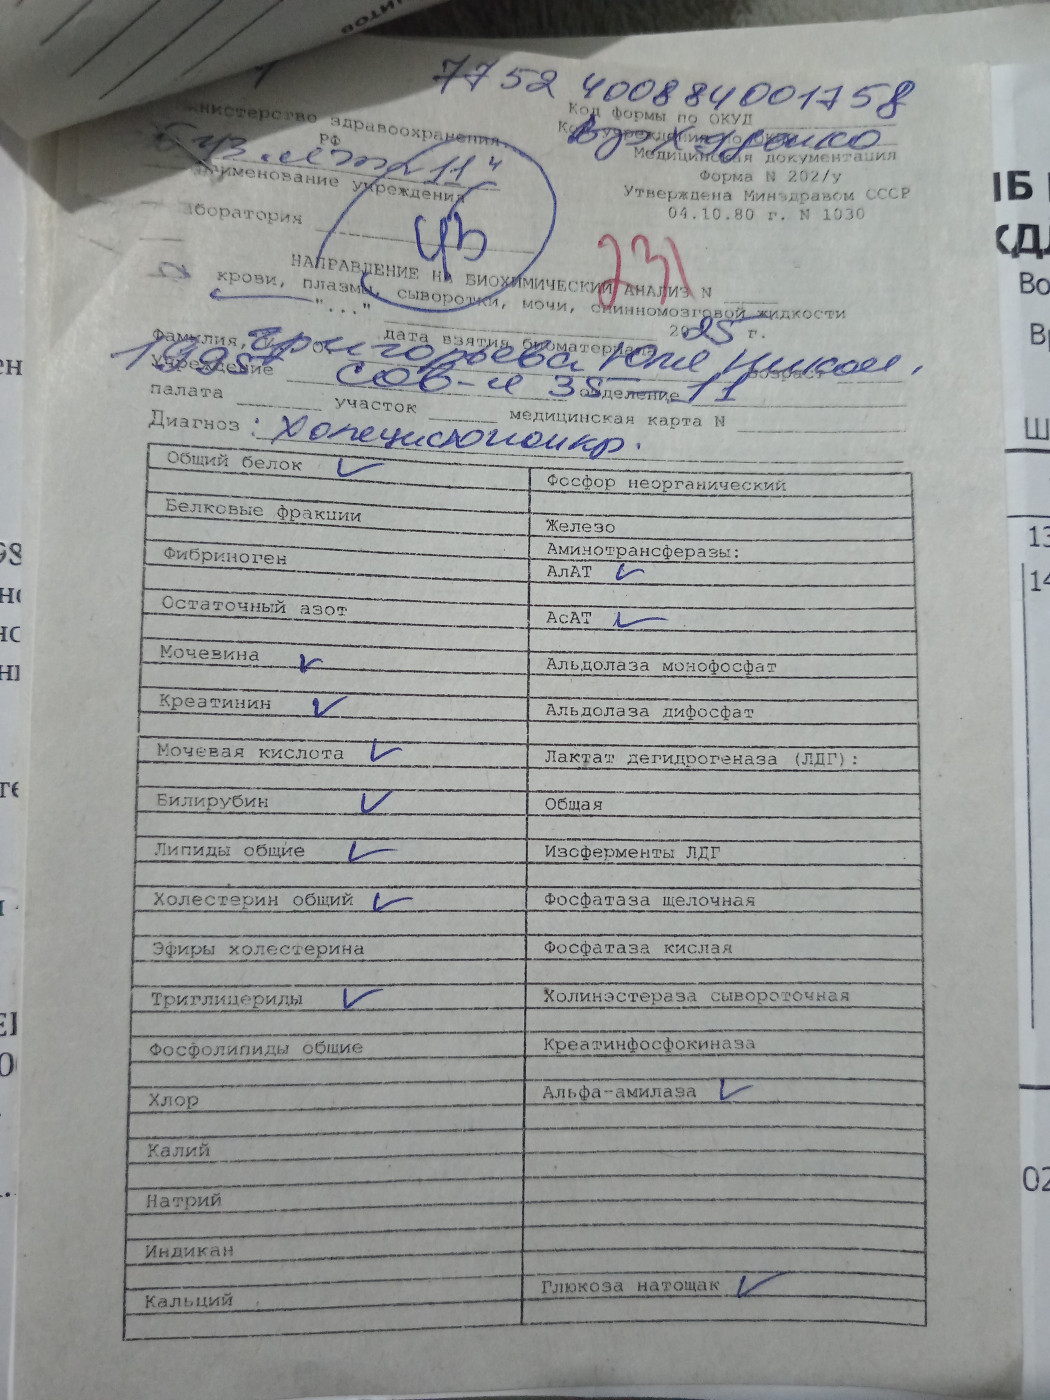 7752400884001758
Министерство здравоохранения
РФ
наименование учреждения
лаборатория
Код формы по ОКУД
Медицинская документация
Форма N 202/у
Утверждена Минздравом СССР
04.10.80 г. N 1030
231
НАПРАВЛЕНИЕ НА БИОХИМИЧЕСКИЙ АНАЛИЗ N
крови, плазмы, сыворотки, мочи, спинномозговой жидкости
"..." 2025 г.
дата взятия биоматериала
Фамилия, И. О. Григорьева возраст
учреждение отделение 11
палата участок медицинская карта N
Диагноз:
Общий белок ✓
Белковые фракции
Фибриноген
Остаточный азот
Мочевина ✓
Креатинин ✓
Мочевая кислота ✓
Билирубин ✓
Липиды общие ✓
Холестерин общий ✓
Эфиры холестерина
Триглицериды ✓
Фосфолипиды общие
Хлор
Калий
Натрий
Индикан
Кальций
Фосфор неорганический
Железо
Аминотрансферазы:
АлАТ ✓
АсАТ ✓
Альдолаза монофосфат
Альдолаза дифосфат
Лактат дегидрогеназа (ЛДГ):
Общая
Изоферменты ЛДГ
Фосфатаза щелочная
Фосфатаза кислая
Холинэстераза сывороточная
Креатинфосфокиназа
Альфа-амилаза ✓
Глюкоза натощак ✓